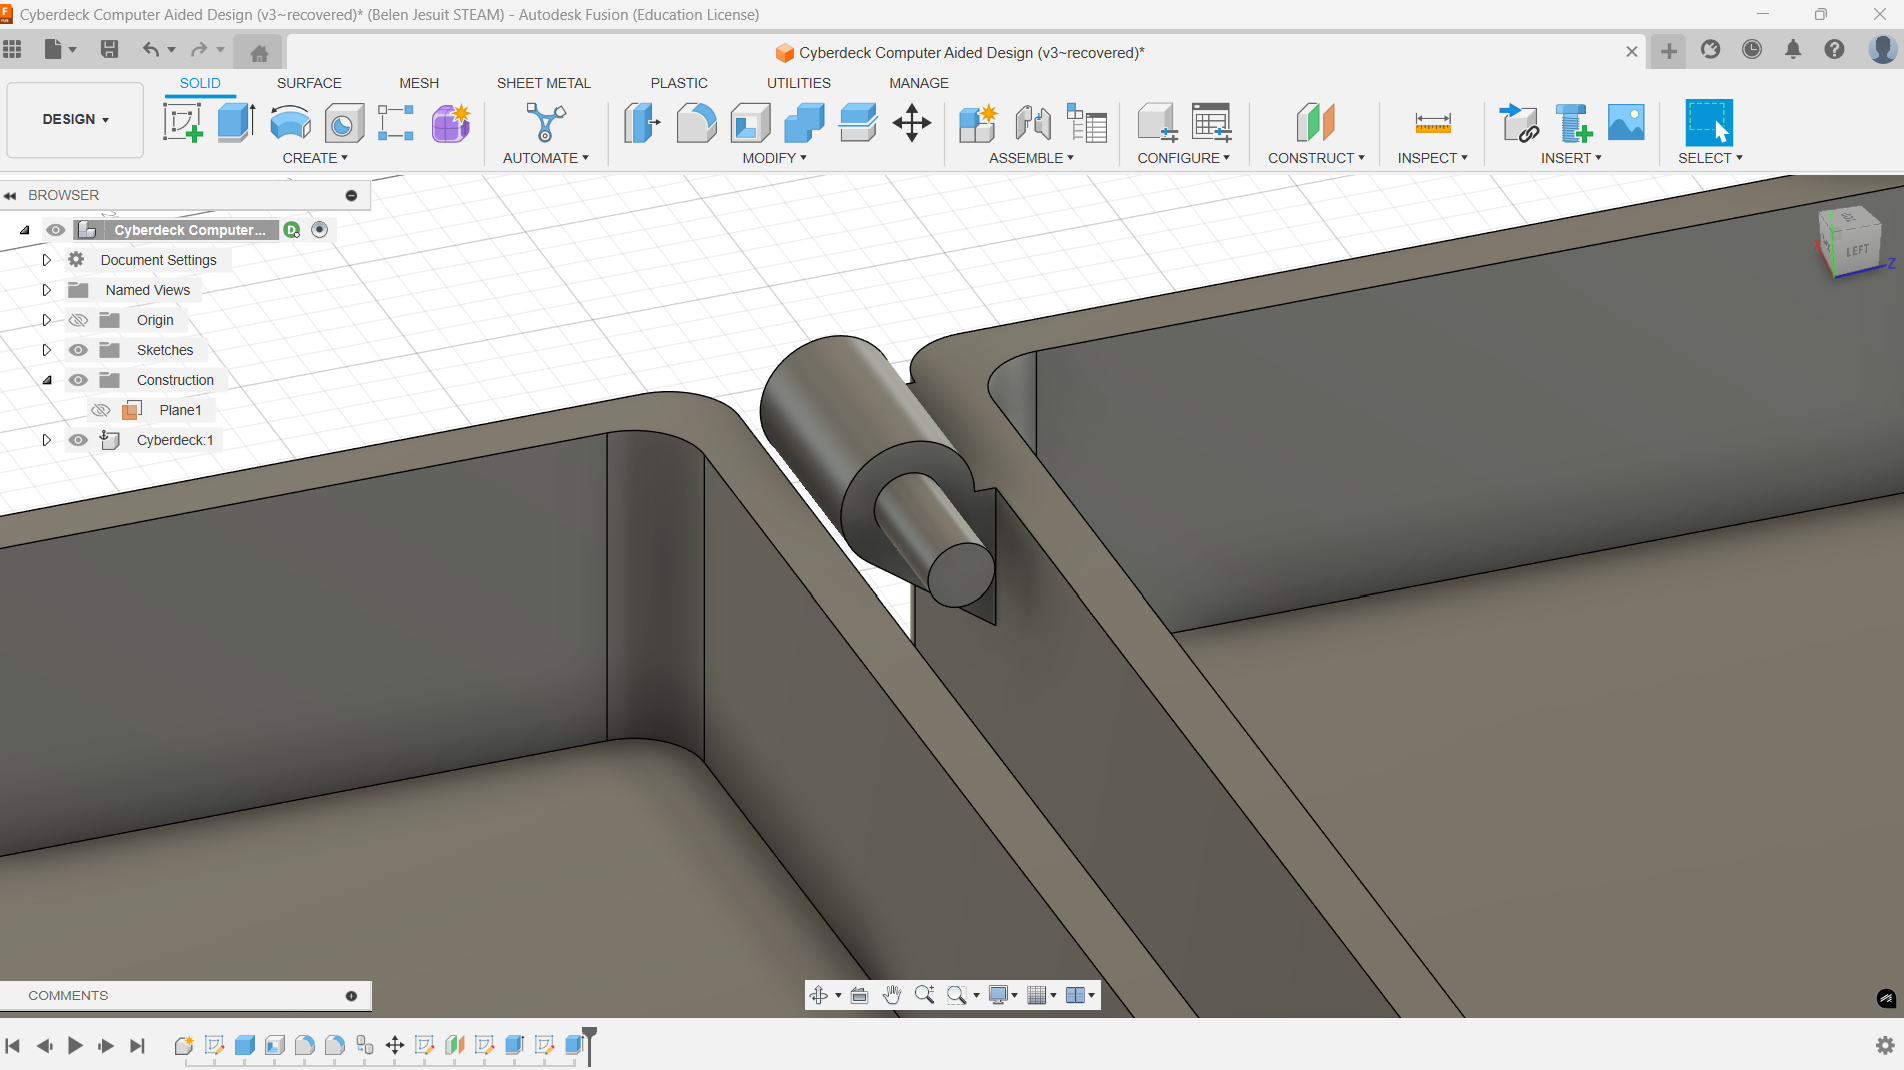 Cyberdeck Computer Aided Design (v3~recovered)* (Belen Jesuit STEAM) - Autodesk Fusion (Education License)
Cyberdeck Computer Aided Design (v3~recovered)*
SOLID SURFACE MESH SHEET METAL PLASTIC UTILITIES MANAGE
DESIGN
CREATE AUTOMATE MODIFY ASSEMBLE CONFIGURE CONSTRUCT INSPECT INSERT SELECT
BROWSER
Cyberdeck Computer...
D
Document Settings
Named Views
Origin
Sketches
Construction
Plane1
Cyberdeck:1
LEFT
Z
COMMENTS